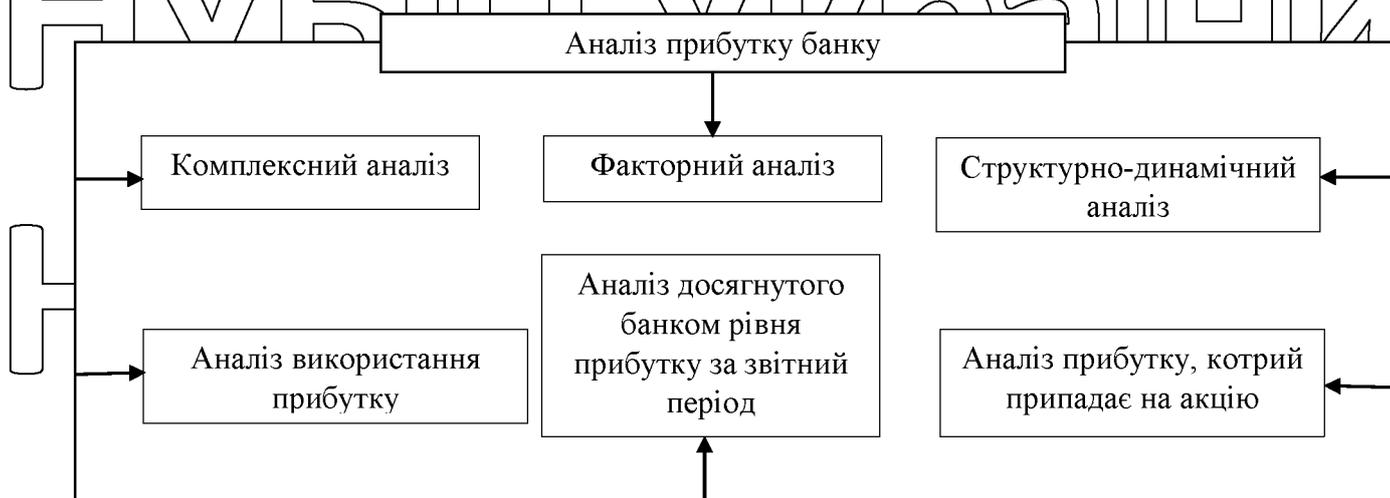 Аналіз прибутку банку
Комплексний аналіз
Факторний аналіз
Структурно-динамічний
аналіз
Аналіз використання
прибутку
Аналіз досягнутого
банком рівня
прибутку за звітний
період
Аналіз прибутку, котрий
припадає на акцію